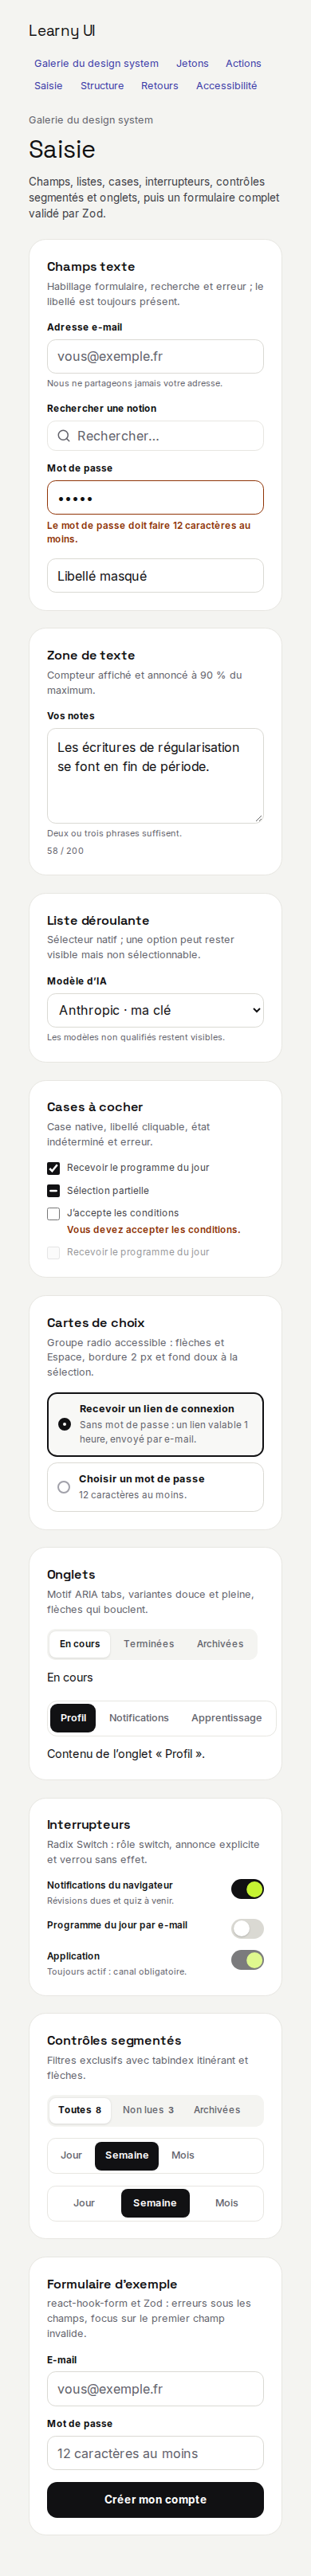 Learny UI
Galerie du design system Jetons Actions
Saisie Structure Retours Accessibilité
Galerie du design system
Saisie
Champs, listes, cases, interrupteurs, contrôles
segmentés et onglets, puis un formulaire complet
validé par Zod.
Champs texte
Habillage formulaire, recherche et erreur ; le
libellé est toujours présent.
Adresse e-mail
vous@exemple.fr
Nous ne partageons jamais votre adresse.
Rechercher une notion
Rechercher…
Mot de passe
•••••
Le mot de passe doit faire 12 caractères au
moins.
Libellé masqué
Zone de texte
Compteur affiché et annoncé à 90 % du
maximum.
Vos notes
Les écritures de régularisation
se font en fin de période.
Deux ou trois phrases suffisent.
58 / 200
Liste déroulante
Sélecteur natif ; une option peut rester
visible mais non sélectionnable.
Modèle d’IA
Anthropic · ma clé
Les modèles non qualifiés restent visibles.
Cases à cocher
Case native, libellé cliquable, état
indéterminé et erreur.
Recevoir le programme du jour
Sélection partielle
J’accepte les conditions
Vous devez accepter les conditions.
Recevoir le programme du jour
Cartes de choix
Groupe radio accessible : flèches et
Espace, bordure 2 px et fond doux à la
sélection.
Recevoir un lien de connexion
Sans mot de passe : un lien valable 1
heure, envoyé par e-mail.
Choisir un mot de passe
12 caractères au moins.
Onglets
Motif ARIA tabs, variantes douce et pleine,
flèches qui bouclent.
En cours Terminées Archivées
En cours
Profil Notifications Apprentissage
Contenu de l’onglet « Profil ».
Interrupteurs
Radix Switch : rôle switch, annonce explicite
et verrou sans effet.
Notifications du navigateur
Révisions dues et quiz à venir.
Programme du jour par e-mail
Application
Toujours actif : canal obligatoire.
Contrôles segmentés
Filtres exclusifs avec tabindex itinérant et
flèches.
Toutes 8 Non lues 3 Archivées
Jour Semaine Mois
Jour Semaine Mois
Formulaire d’exemple
react-hook-form et Zod : erreurs sous les
champs, focus sur le premier champ
invalide.
E-mail
vous@exemple.fr
Mot de passe
12 caractères au moins
Créer mon compte